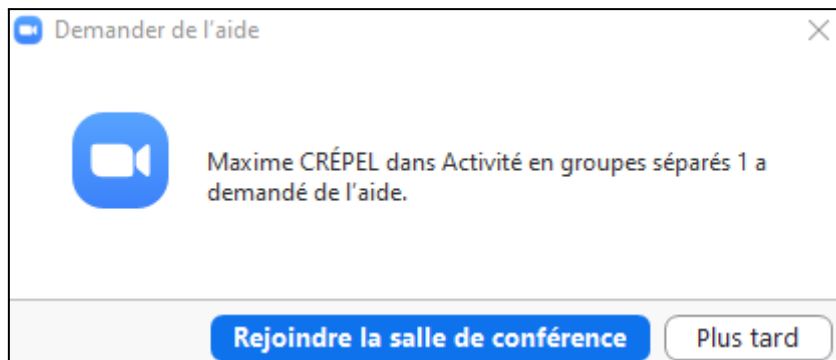 Demander de l'aide
Maxime CRÉPEL dans Activité en groupes séparés 1 a
demandé de l'aide.
Rejoindre la salle de conférence
Plus tard